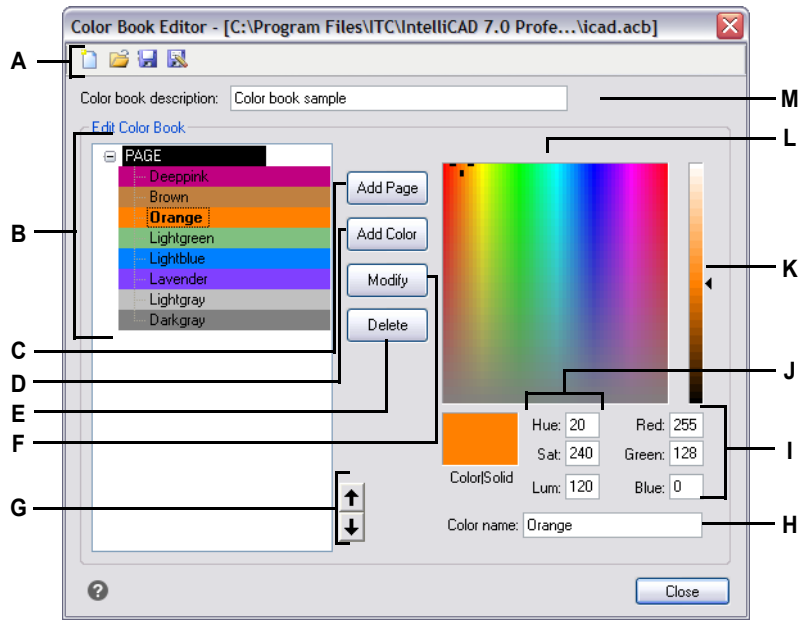 Color Book Editor - [C:\Program Files\ITC\IntelliCAD 7.0 Profe...\icad.acb]
A
Color book description: Color book sample
M
Edit Color Book
L
PAGE
Deeppink
Brown
Orange
Lightgreen
Lightblue
Lavender
Lightgray
Darkgray
Add Page
Add Color
Modify
Delete
B
K
C
D
E
F
J
Hue: 20 Red: 255
Sat: 240 Green: 128
Lum: 120 Blue: 0
I
Color|Solid
G
Color name: Orange
H
?
Close